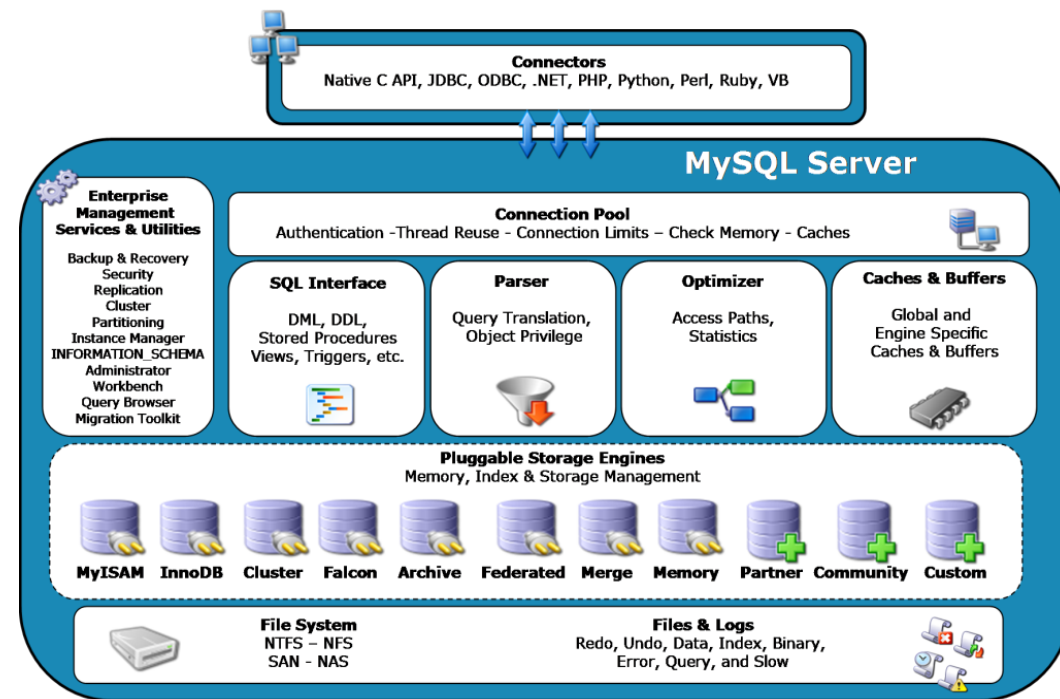 Connectors
Native C API, JDBC, ODBC, .NET, PHP, Python, Perl, Ruby, VB
MySQL Server
Enterprise
Management
Services & Utilities
Backup & Recovery
Security
Replication
Cluster
Partitioning
Instance Manager
INFORMATION_SCHEMA
Administrator
Workbench
Query Browser
Migration Toolkit
Connection Pool
Authentication -Thread Reuse - Connection Limits – Check Memory - Caches
SQL Interface
DML, DDL,
Stored Procedures
Views, Triggers, etc.
Parser
Query Translation,
Object Privilege
Optimizer
Access Paths,
Statistics
Caches & Buffers
Global and
Engine Specific
Caches & Buffers
Pluggable Storage Engines
Memory, Index & Storage Management
MyISAM InnoDB Cluster Falcon Archive Federated Merge Memory Partner Community Custom
File System
NTFS – NFS
SAN - NAS
Files & Logs
Redo, Undo, Data, Index, Binary,
Error, Query, and Slow